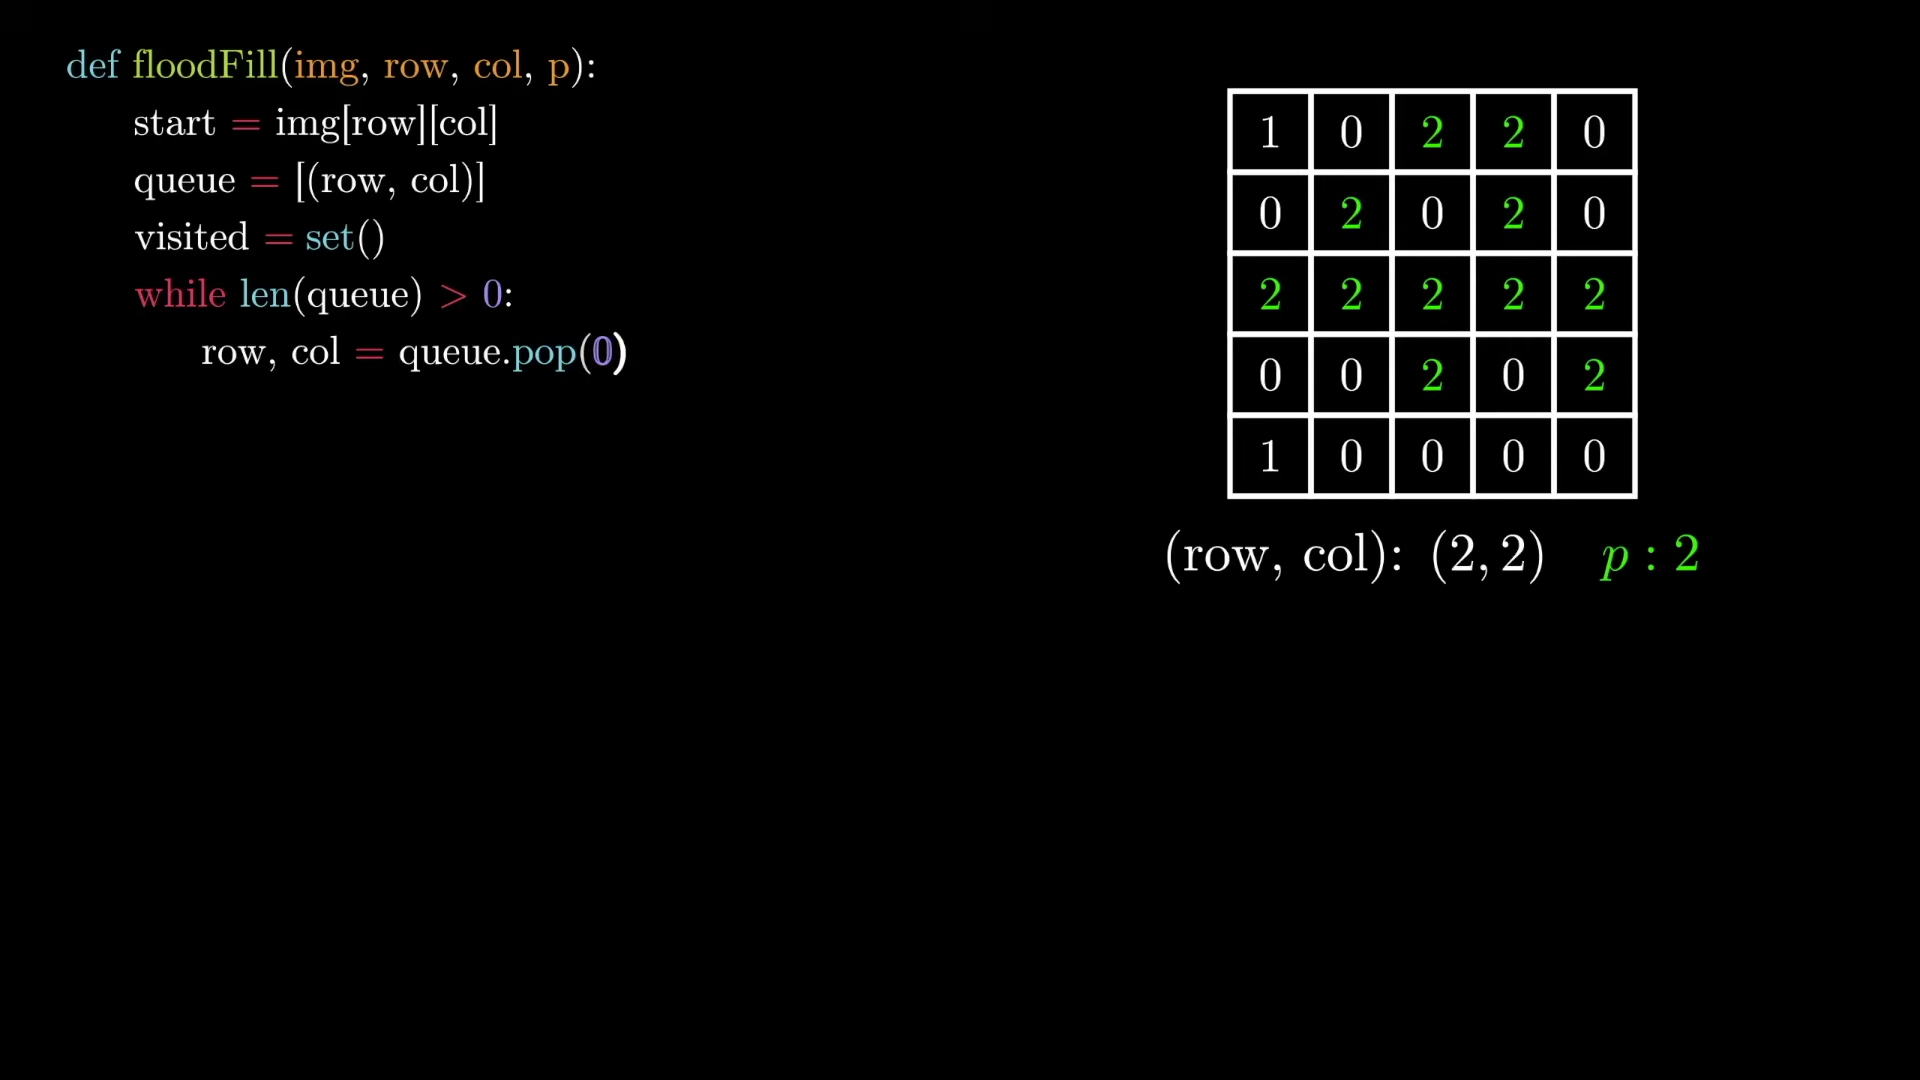 def floodFill(img, row, col, p):
start = img[row][col]
queue = [(row, col)]
visited = set()
while len(queue) > 0:
row, col = queue.pop(0)
1 0 2 2 0
0 2 0 2 0
2 2 2 2 2
0 0 2 0 2
1 0 0 0 0
(row, col): (2, 2) p : 2